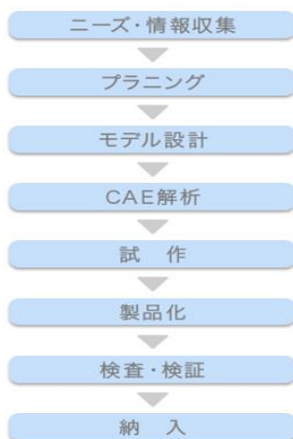 ニーズ・情報収集
プラニング
モデル設計
CAE解析
試　作
製品化
検査・検証
納　入